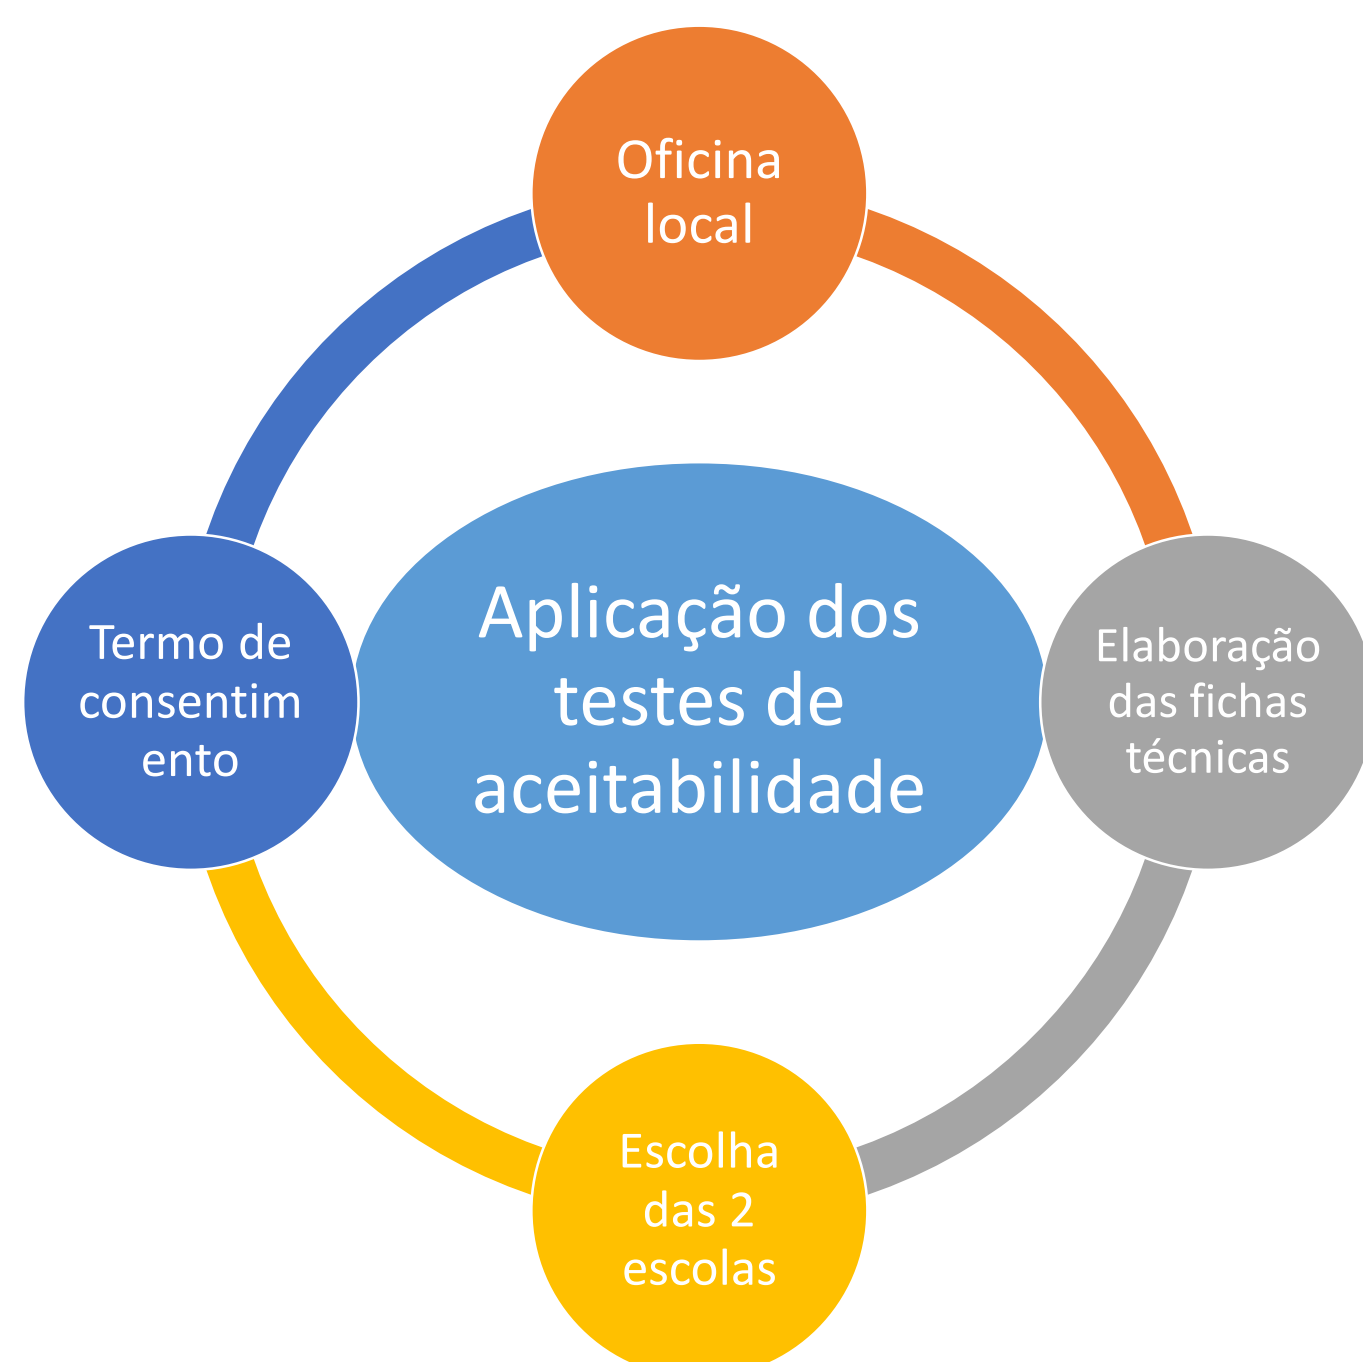 Oficina
local
Aplicação dos
testes de
aceitabilidade
Termo de
consentim
ento
Elaboração
das fichas
técnicas
Escolha
das 2
escolas